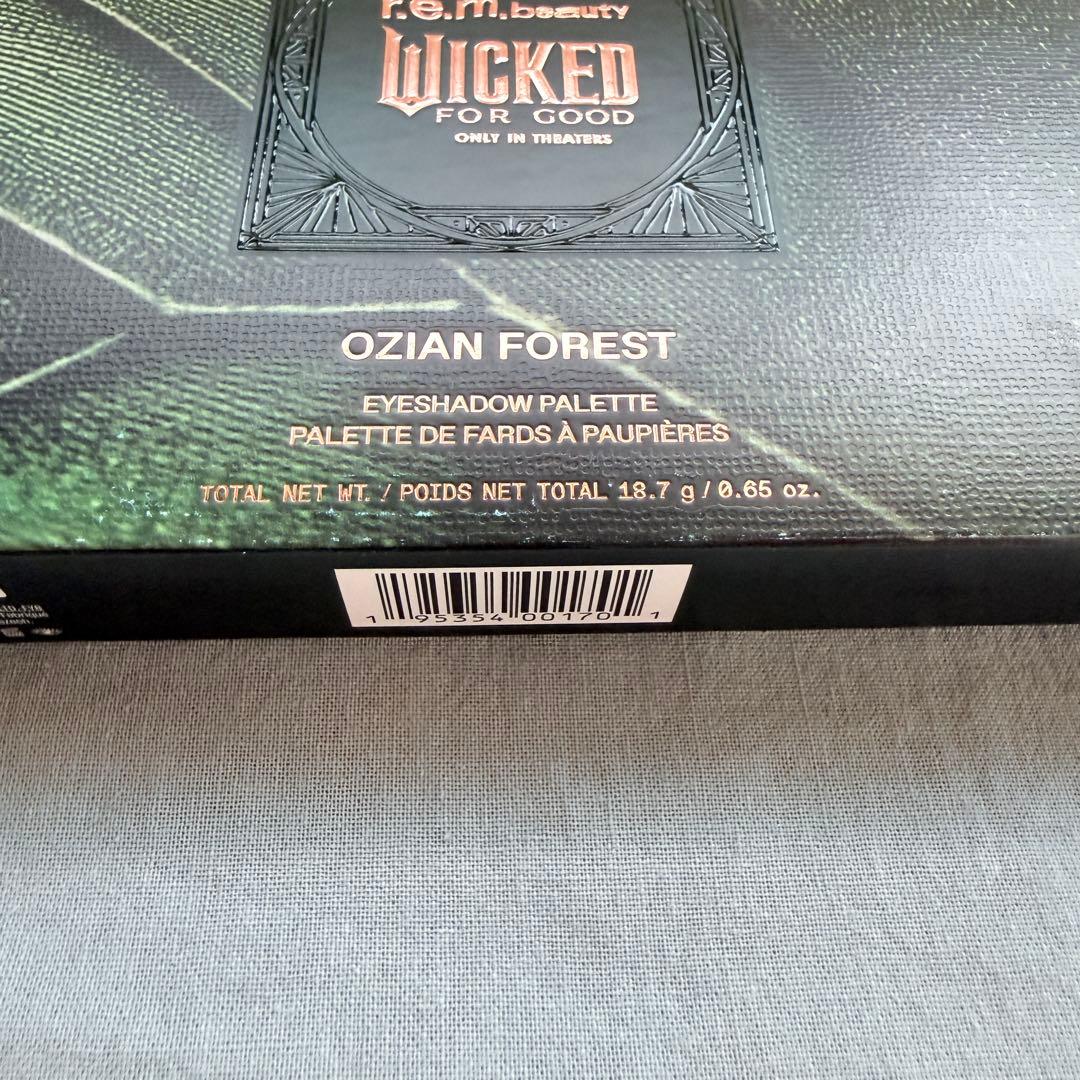 r.e.m.beauty
WICKED
FOR GOOD
ONLY IN THEATERS
OZIAN FOREST
EYESHADOW PALETTE
PALETTE DE FARDS À PAUPIÈRES
TOTAL NET WT. / POIDS NET TOTAL 18.7 g / 0.65 oz.
1 95354 00170 1